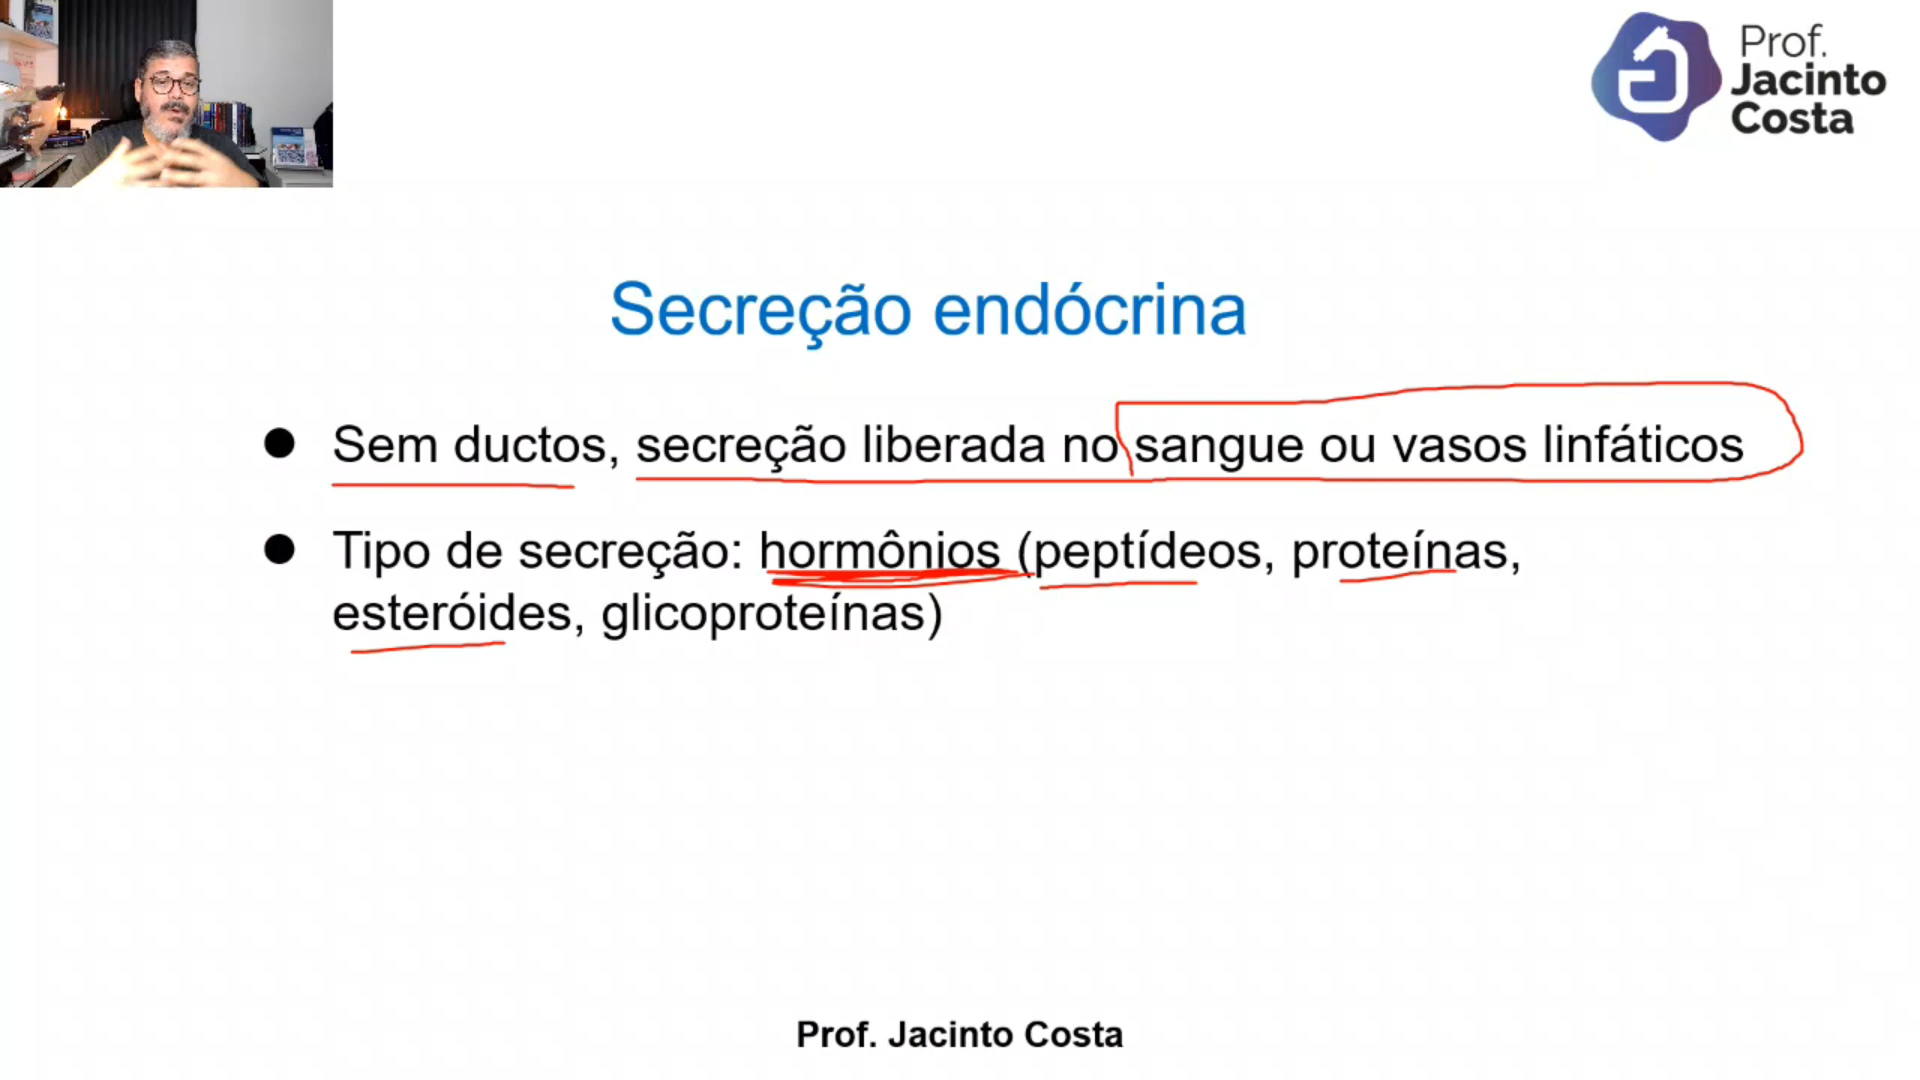 Prof.
Jacinto
Costa
Secreção endócrina
Sem ductos, secreção liberada no sangue ou vasos linfáticos
Tipo de secreção: hormônios (peptídeos, proteínas,
esteróides, glicoproteínas)
Prof. Jacinto Costa